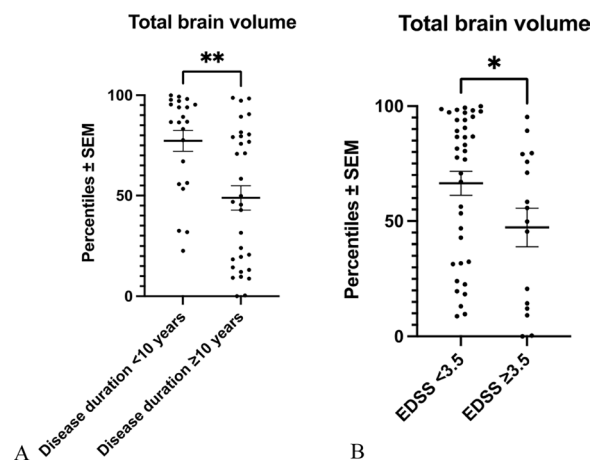 Total brain volume
**
Percentiles ± SEM
100
50
0
Disease duration <10 years
Disease duration ≥10 years
A
Total brain volume
*
Percentiles ± SEM
100
50
0
EDSS <3.5
EDSS ≥3.5
B